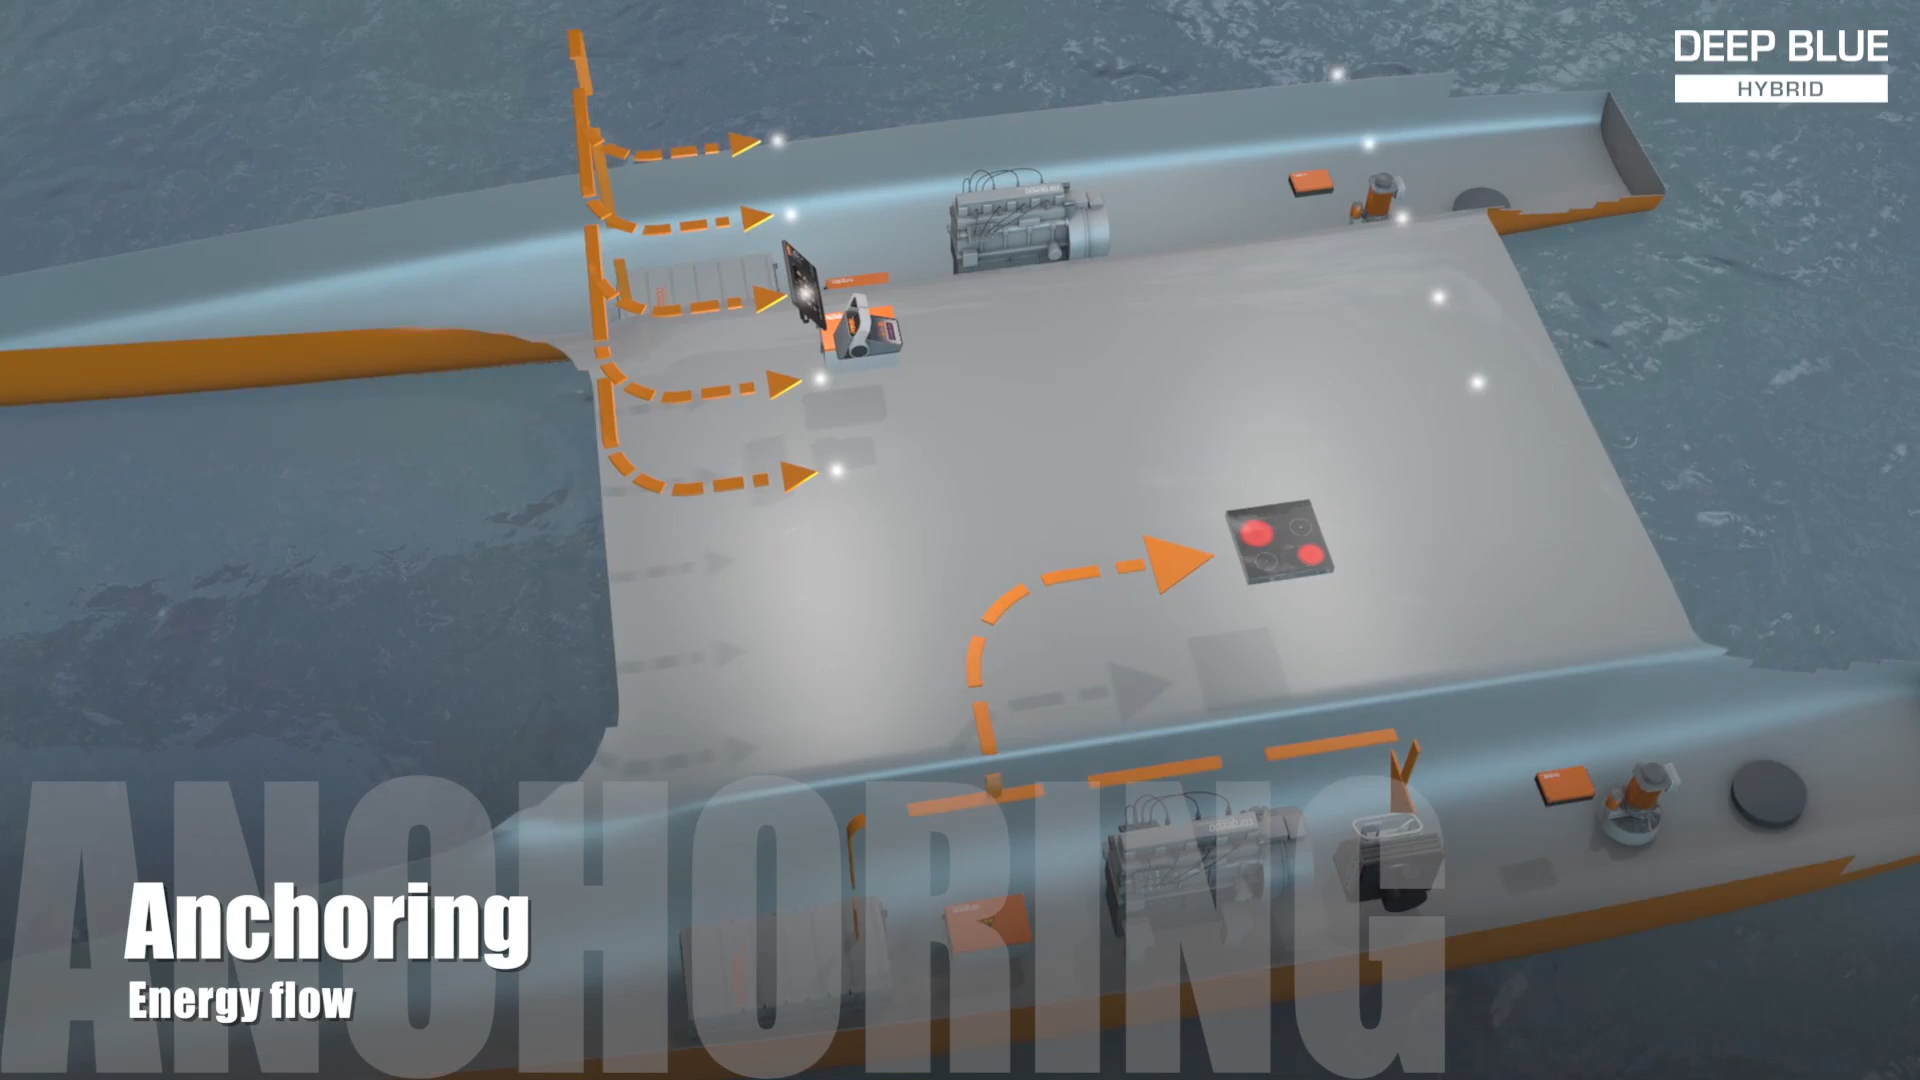 DEEP BLUE
HYBRID
ANCHORING
Anchoring
Energy flow